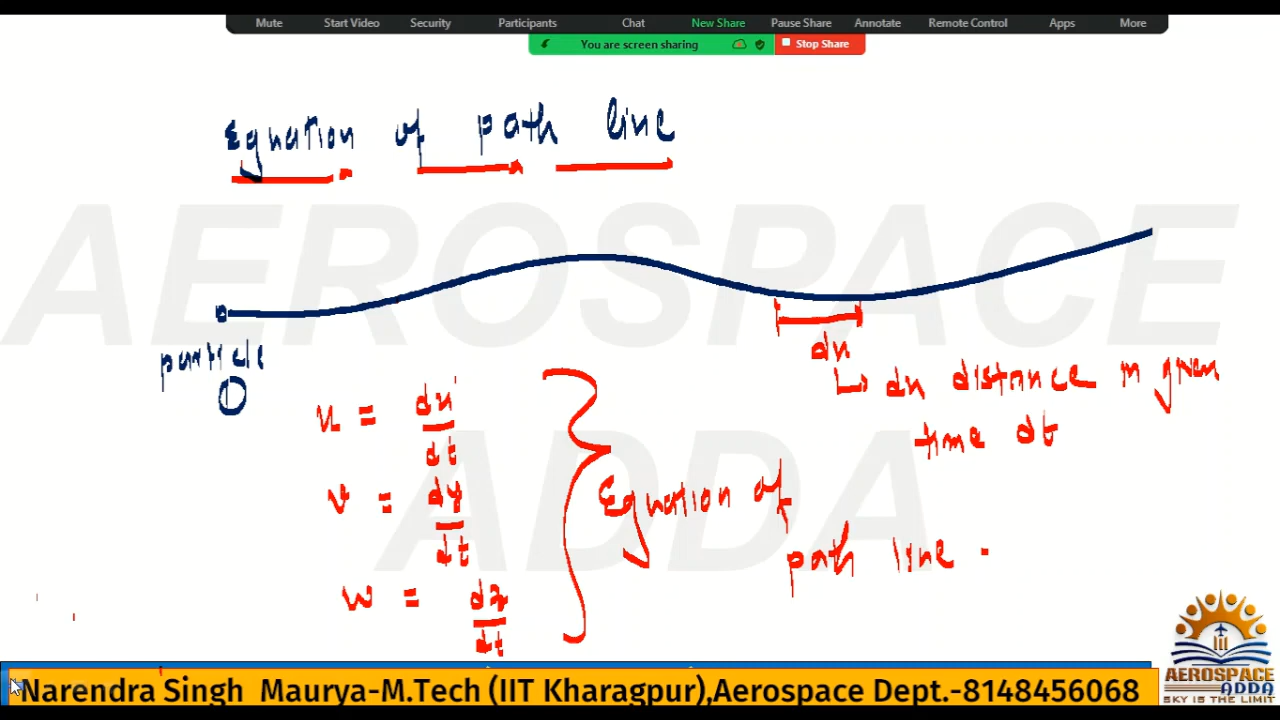 Mute Start Video Security Participants Chat New Share Pause Share Annotate Remote Control Apps More
You are screen sharing Stop Share
Equation of path line
AEROSPACE
ADDA
particle
1
dx
↳ dx distance in given
time dt
u = dx/dt
v = dy/dt
w = dz/dt
Equation of
path line .
Narendra Singh Maurya-M.Tech (IIT Kharagpur),Aerospace Dept.-8148456068
AEROSPACE
ADDA
SKY IS THE LIMIT